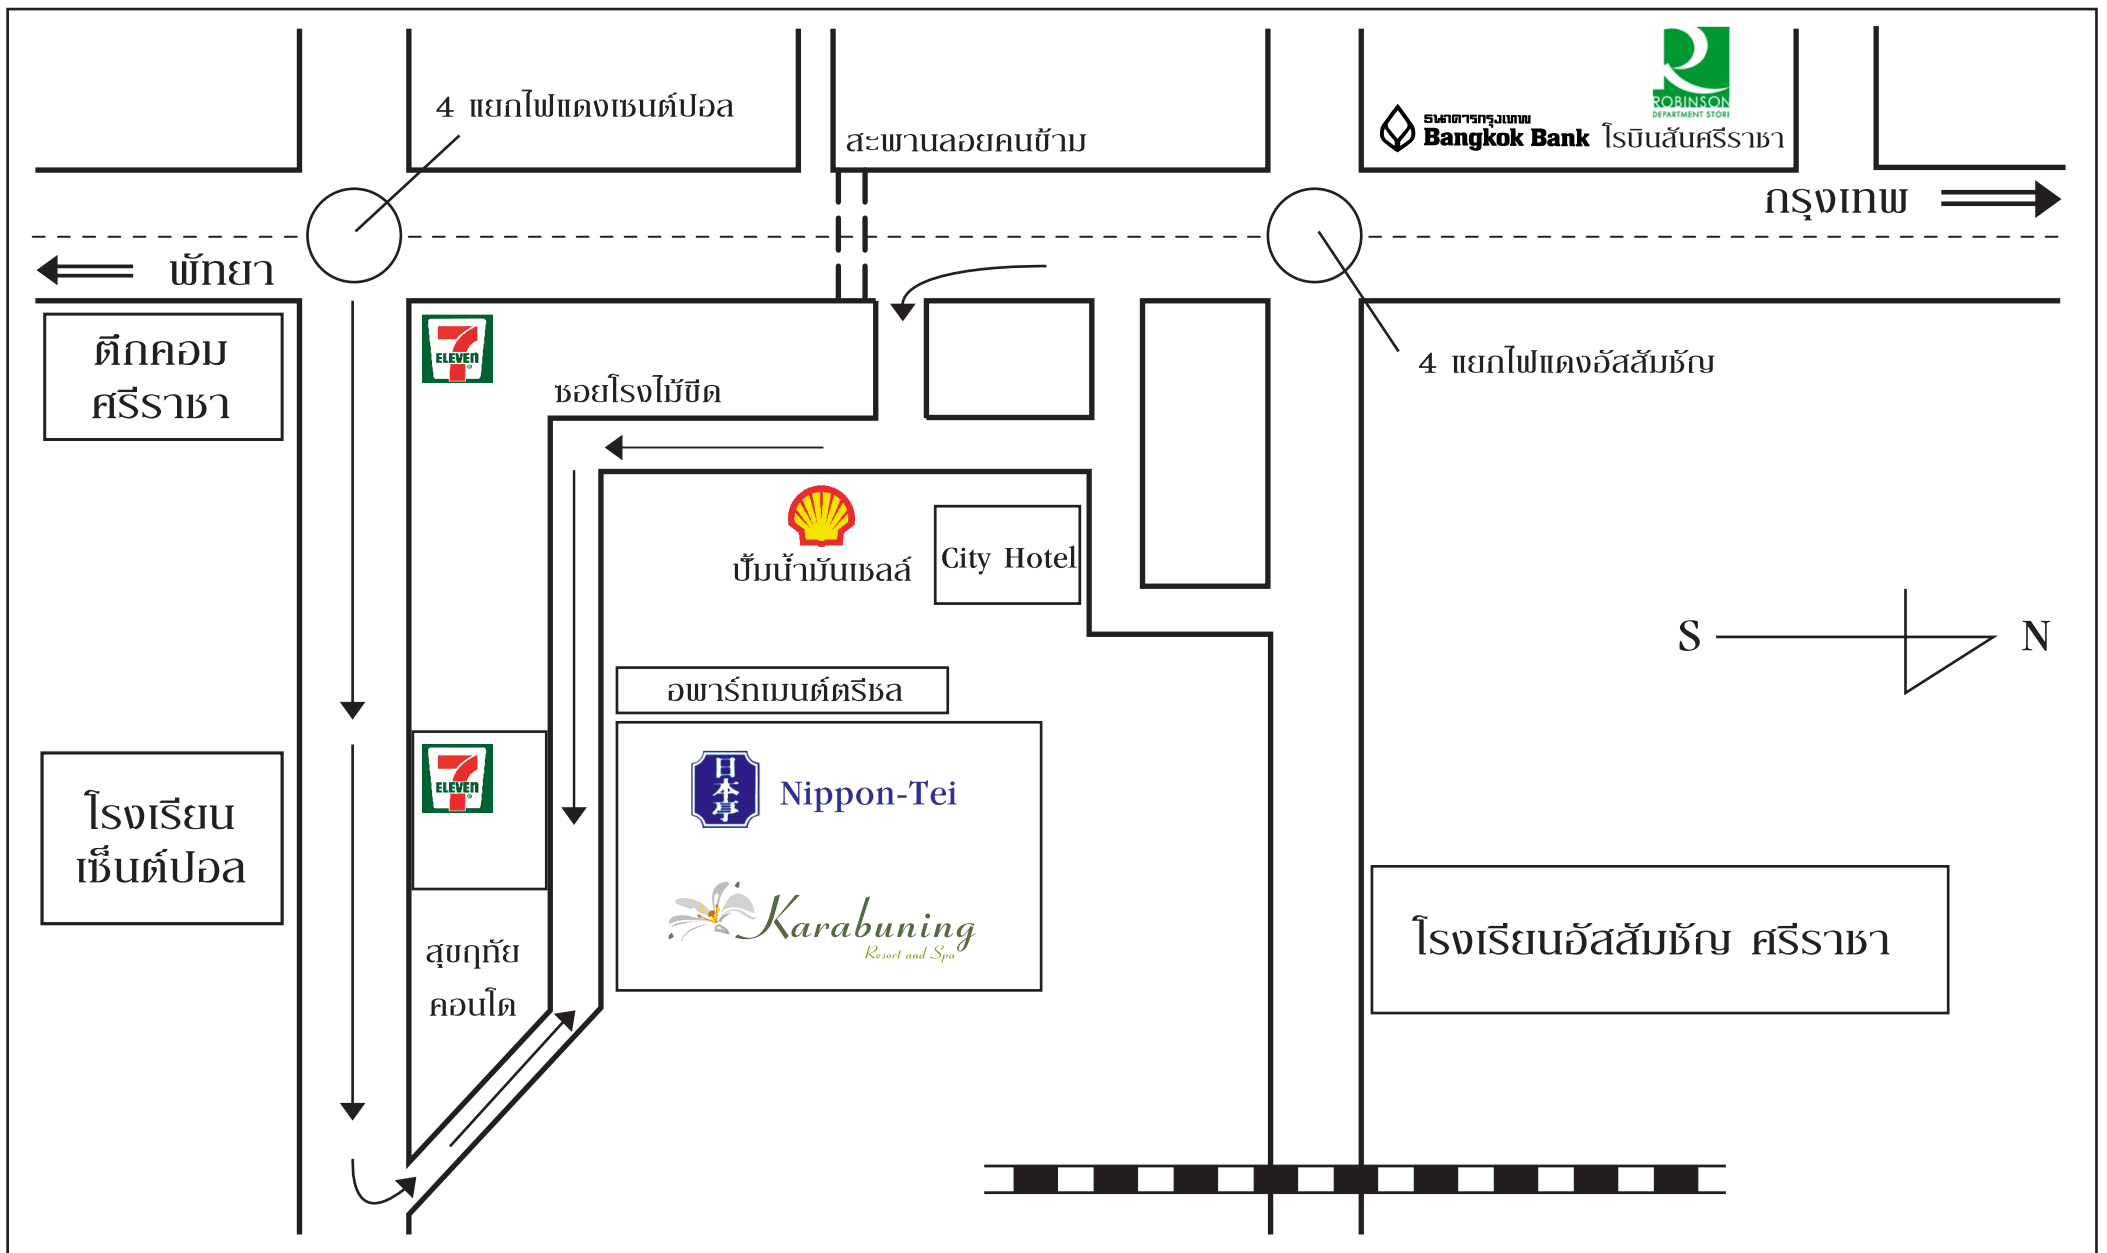 4 แยกไฟแดงเซนต์ปอล
สะพานลอยคนข้าม
ธนาคารกรุงเทพ
Bangkok Bank
ROBINSON
DEPARTMENT STORE
โรบินสันศรีราชา
กรุงเทพ
พัทยา
ตึกคอม
ศรีราชา
7
ELEVEn
ซอยโรงไม้ขีด
4 แยกไฟแดงอัสสัมชัญ
ปั้มน้ำมันเชลล์
City Hotel
S
N
อพาร์ทเมนต์ตรีชล
โรงเรียน
เซ็นต์ปอล
7
ELEVEn
日本亭
Nippon-Tei
Karabuning
Resort and Spa
สุขฤทัย
คอนโด
โรงเรียนอัสสัมชัญ ศรีราชา